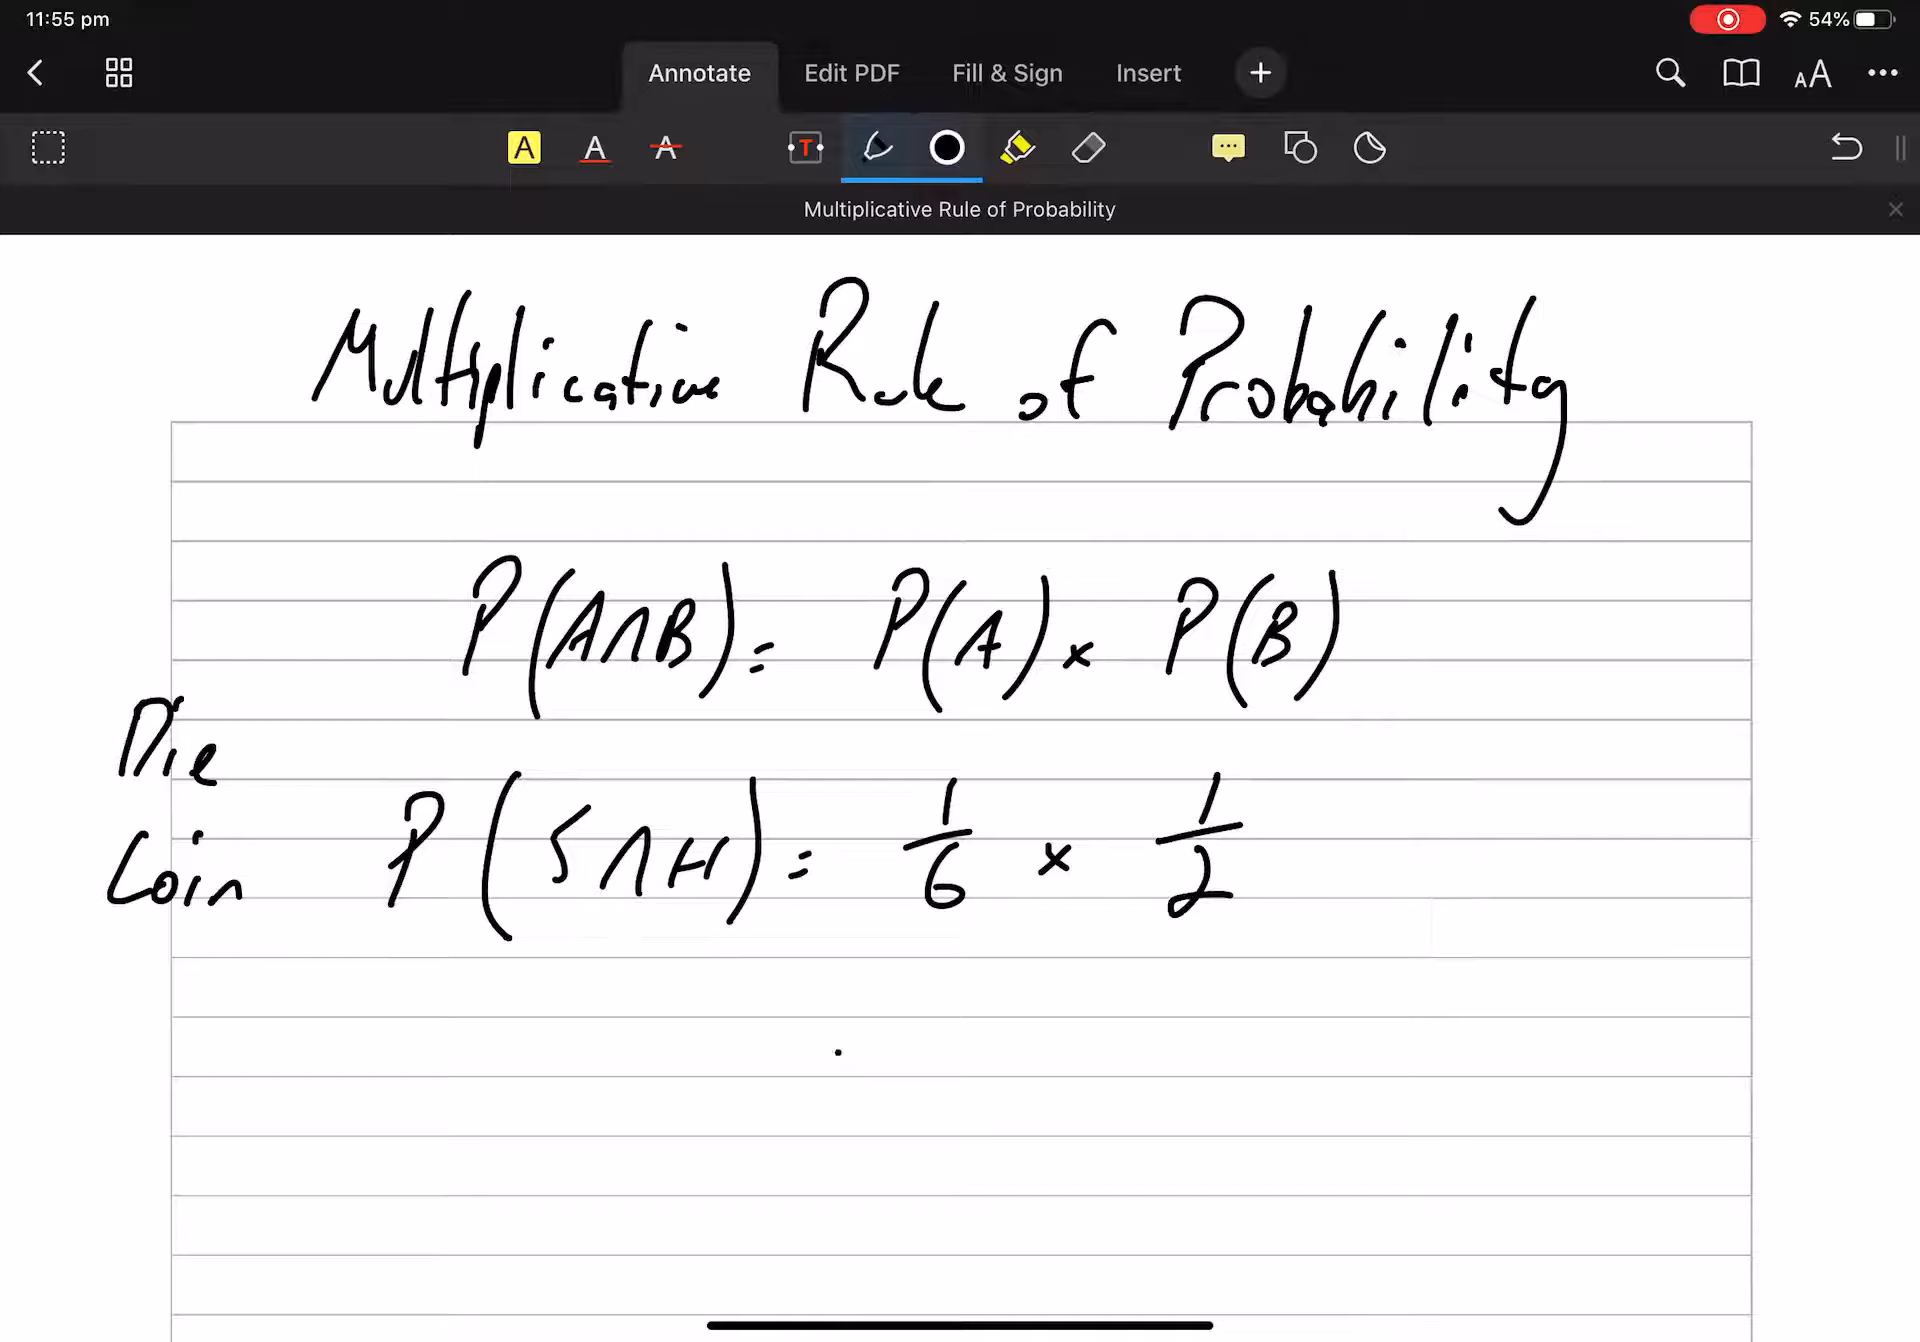 11:55 pm
54%
Annotate Edit PDF Fill & Sign Insert
Multiplicative Rule of Probability
Multiplicative Rule of Probability
P(A∩B) = P(A) × P(B)
Die
Coin
P(5∩H) = 1/6 × 1/2